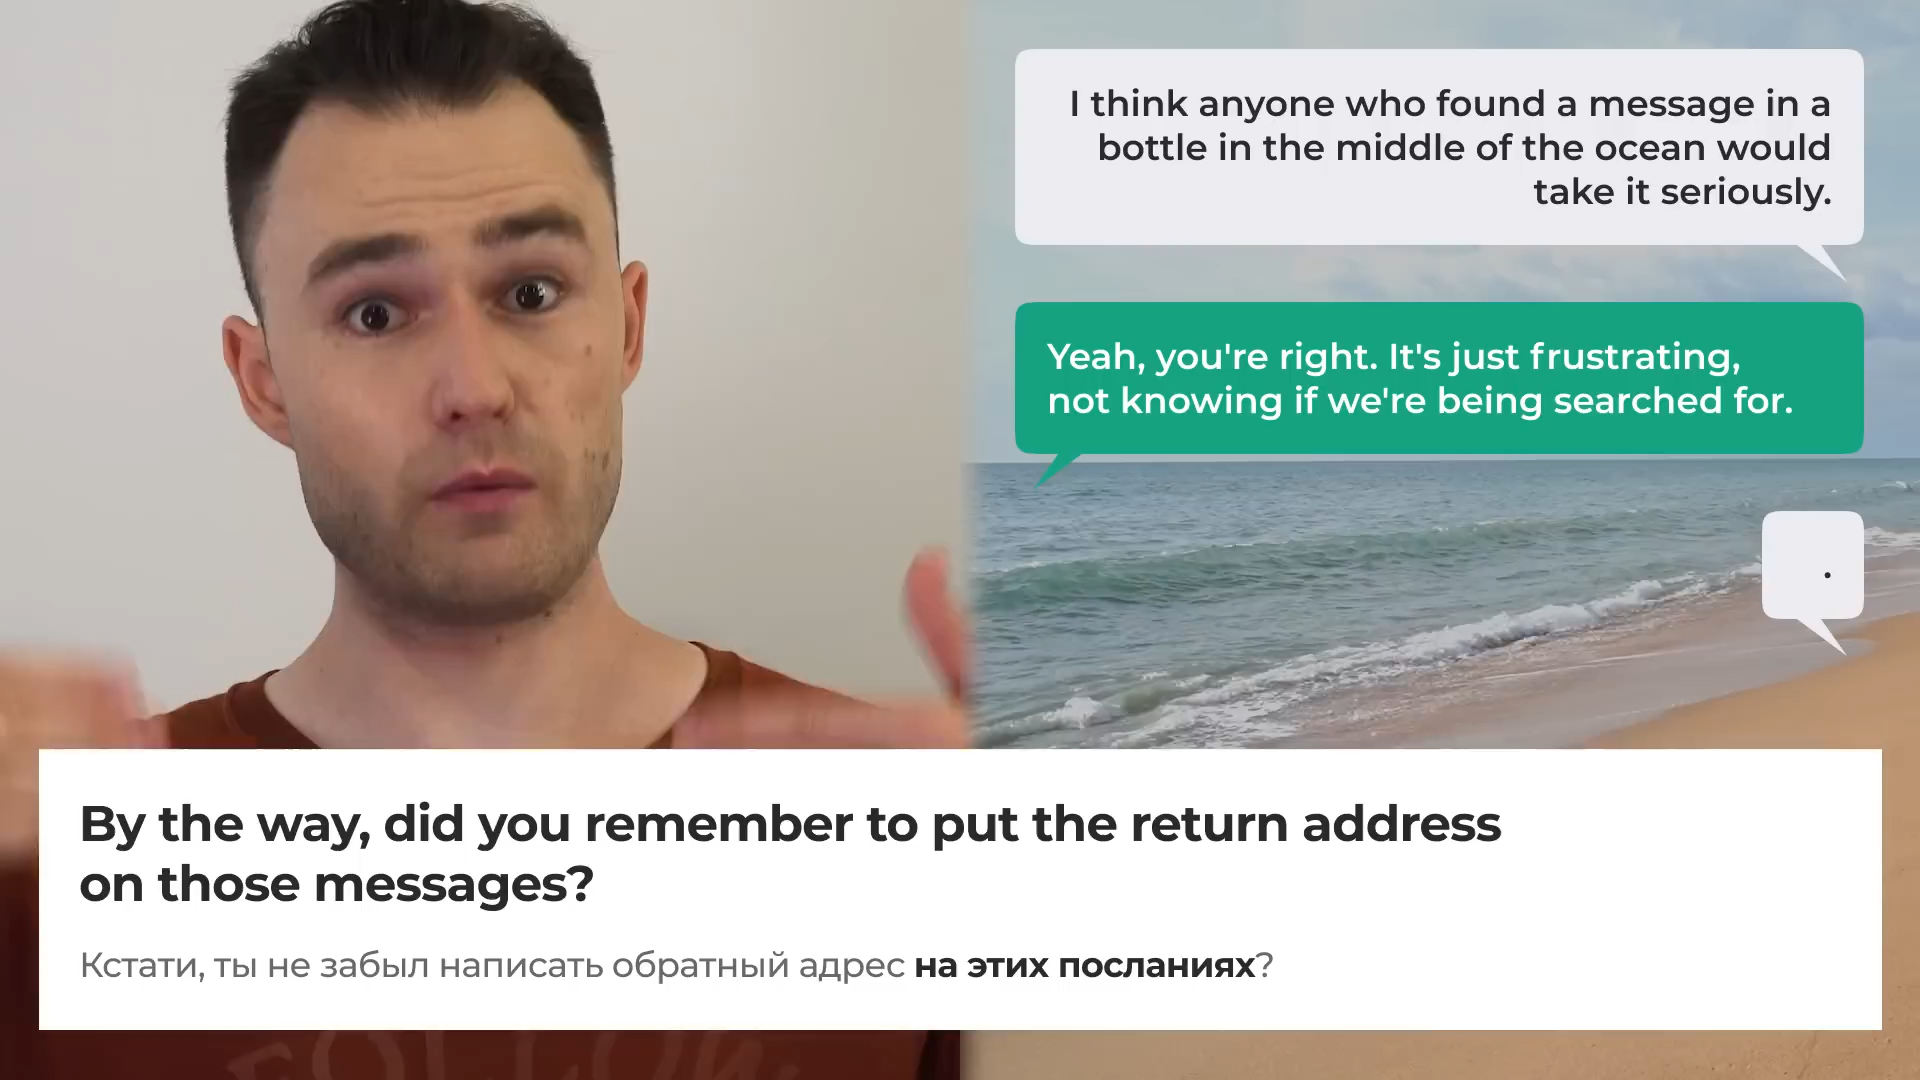 I think anyone who found a message in a
bottle in the middle of the ocean would
take it seriously.
Yeah, you're right. It's just frustrating,
not knowing if we're being searched for.
.
By the way, did you remember to put the return address
on those messages?
Кстати, ты не забыл написать обратный адрес на этих посланиях?